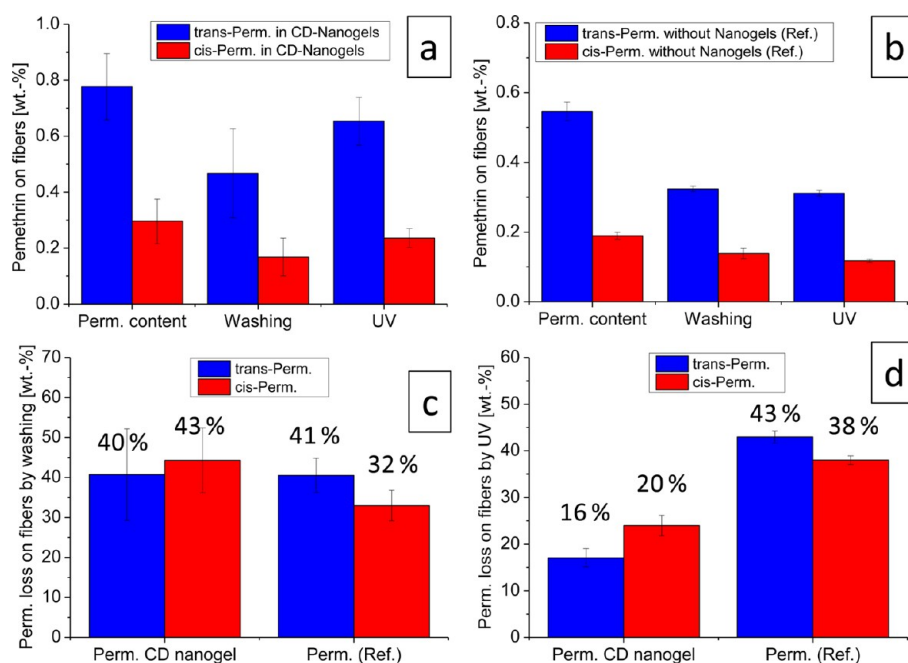 trans-Perm. in CD-Nanogels
cis-Perm. in CD-Nanogels
a
Pemethrin on fibers [wt.-%]
1.0
0.8
0.6
0.4
0.2
0.0
Perm. content
Washing
UV
trans-Perm. without Nanogels (Ref.)
cis-Perm. without Nanogels (Ref.)
b
Pemethrin on fibers [wt.-%]
0.8
0.6
0.4
0.2
0.0
Perm. content
Washing
UV
trans-Perm.
cis-Perm.
c
Perm. loss on fibers by washing [wt.-%]
70
60
50
40
30
20
10
0
40 %
43 %
41 %
32 %
Perm. CD nanogel
Perm. (Ref.)
trans-Perm.
cis-Perm.
d
Perm. loss on fibers by UV [wt.-%]
60
50
40
30
20
10
0
16 %
20 %
43 %
38 %
Perm. CD nanogel
Perm. (Ref.)